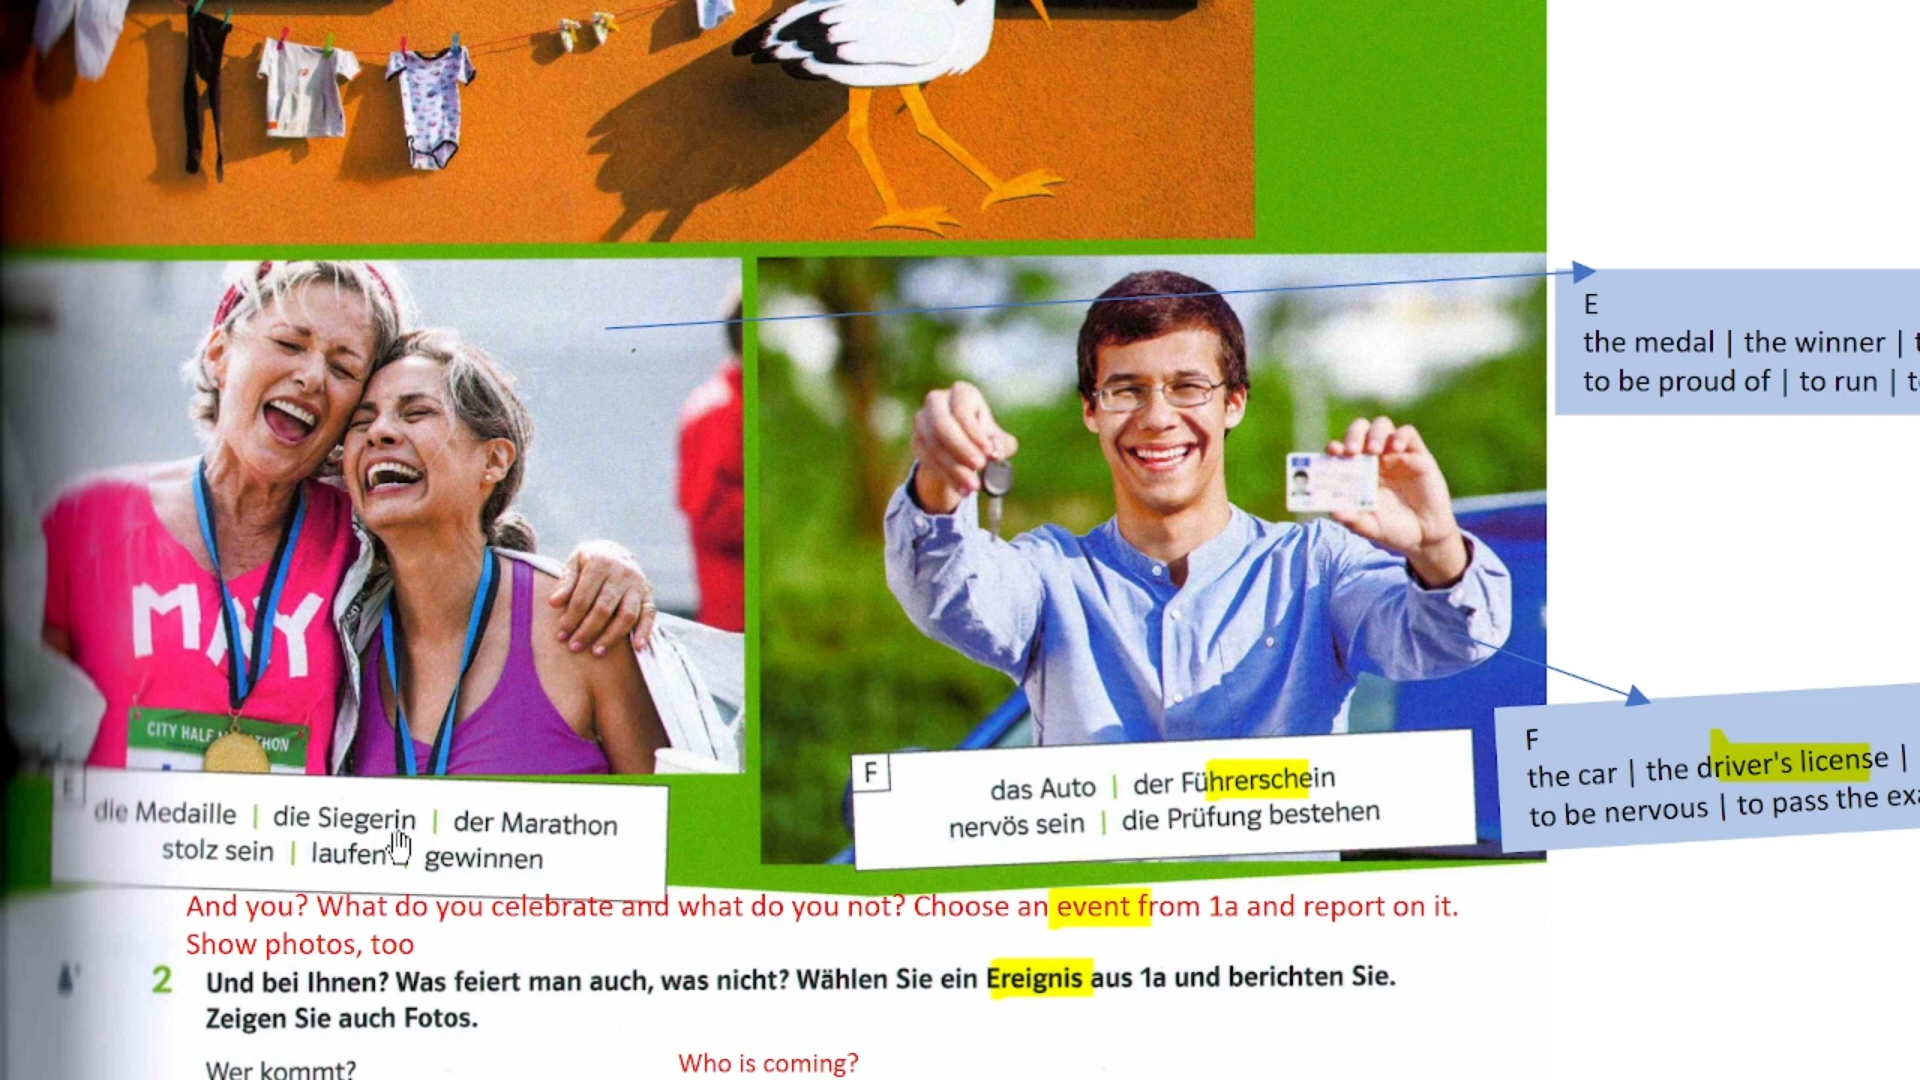 E
the medal | the winner |
to be proud of | to run |
MAY
CITY HALF
F
the car | the driver's license |
to be nervous | to pass the
E
die Medaille | die Siegerin | der Marathon
stolz sein | laufen gewinnen
F
das Auto | der Führerschein
nervös sein | die Prüfung bestehen
And you? What do you celebrate and what do you not? Choose an event from 1a and report on it.
Show photos, too
2 Und bei Ihnen? Was feiert man auch, was nicht? Wählen Sie ein Ereignis aus 1a und berichten Sie.
Zeigen Sie auch Fotos.
Wer kommt?
Who is coming?